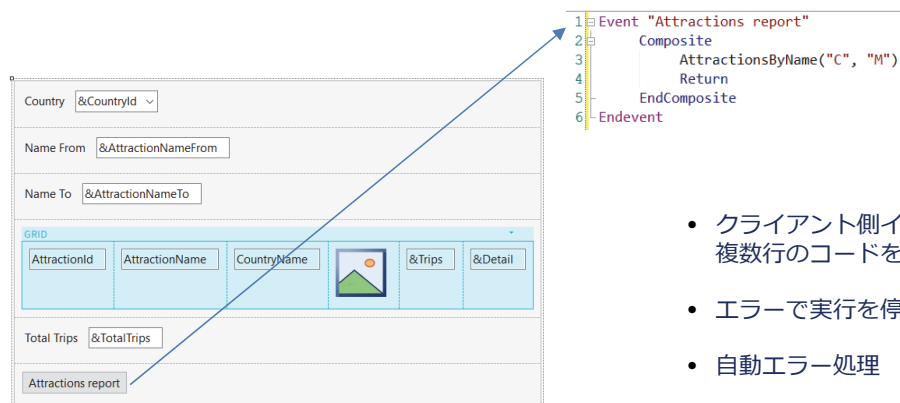 1 Event "Attractions report"
2 Composite
3 AttractionsByName("C", "M")
4 Return
5 EndComposite
6 Endevent
Country &CountryId
Name From &AttractionNameFrom
Name To &AttractionNameTo
GRID
AttractionId AttractionName CountryName &Trips &Detail
Total Trips &TotalTrips
Attractions report
• クライアント側イ
複数行のコードを
• エラーで実行を停
• 自動エラー処理